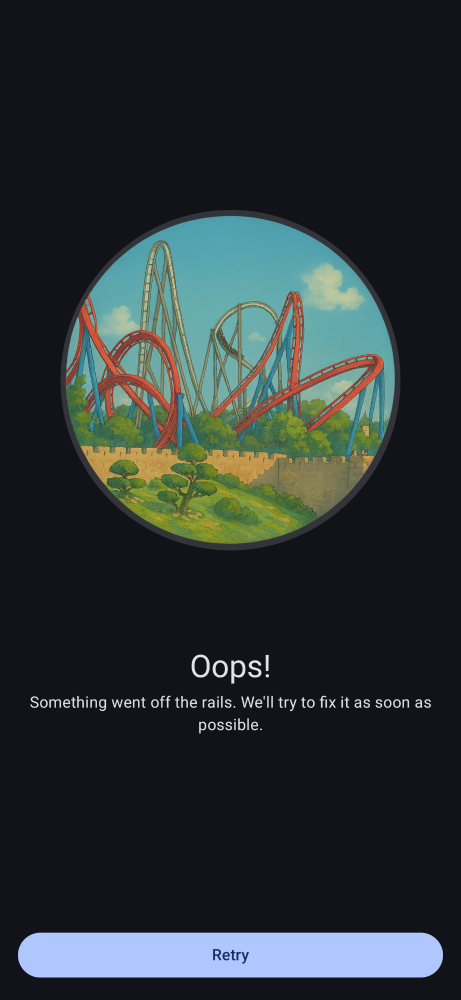 Oops!
Something went off the rails. We'll try to fix it as soon as
possible.
Retry